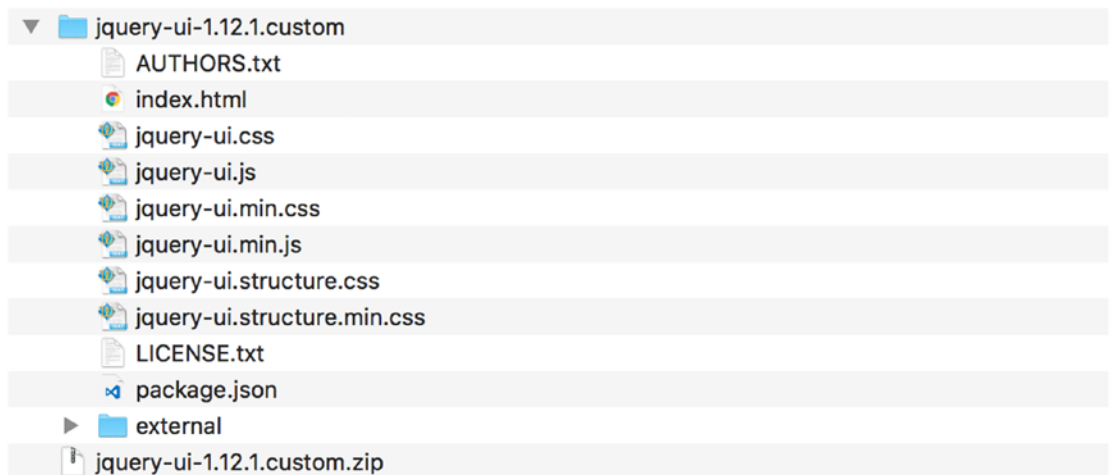 jquery-ui-1.12.1.custom
AUTHORS.txt
index.html
jquery-ui.css
jquery-ui.js
jquery-ui.min.css
jquery-ui.min.js
jquery-ui.structure.css
jquery-ui.structure.min.css
LICENSE.txt
package.json
external
jquery-ui-1.12.1.custom.zip